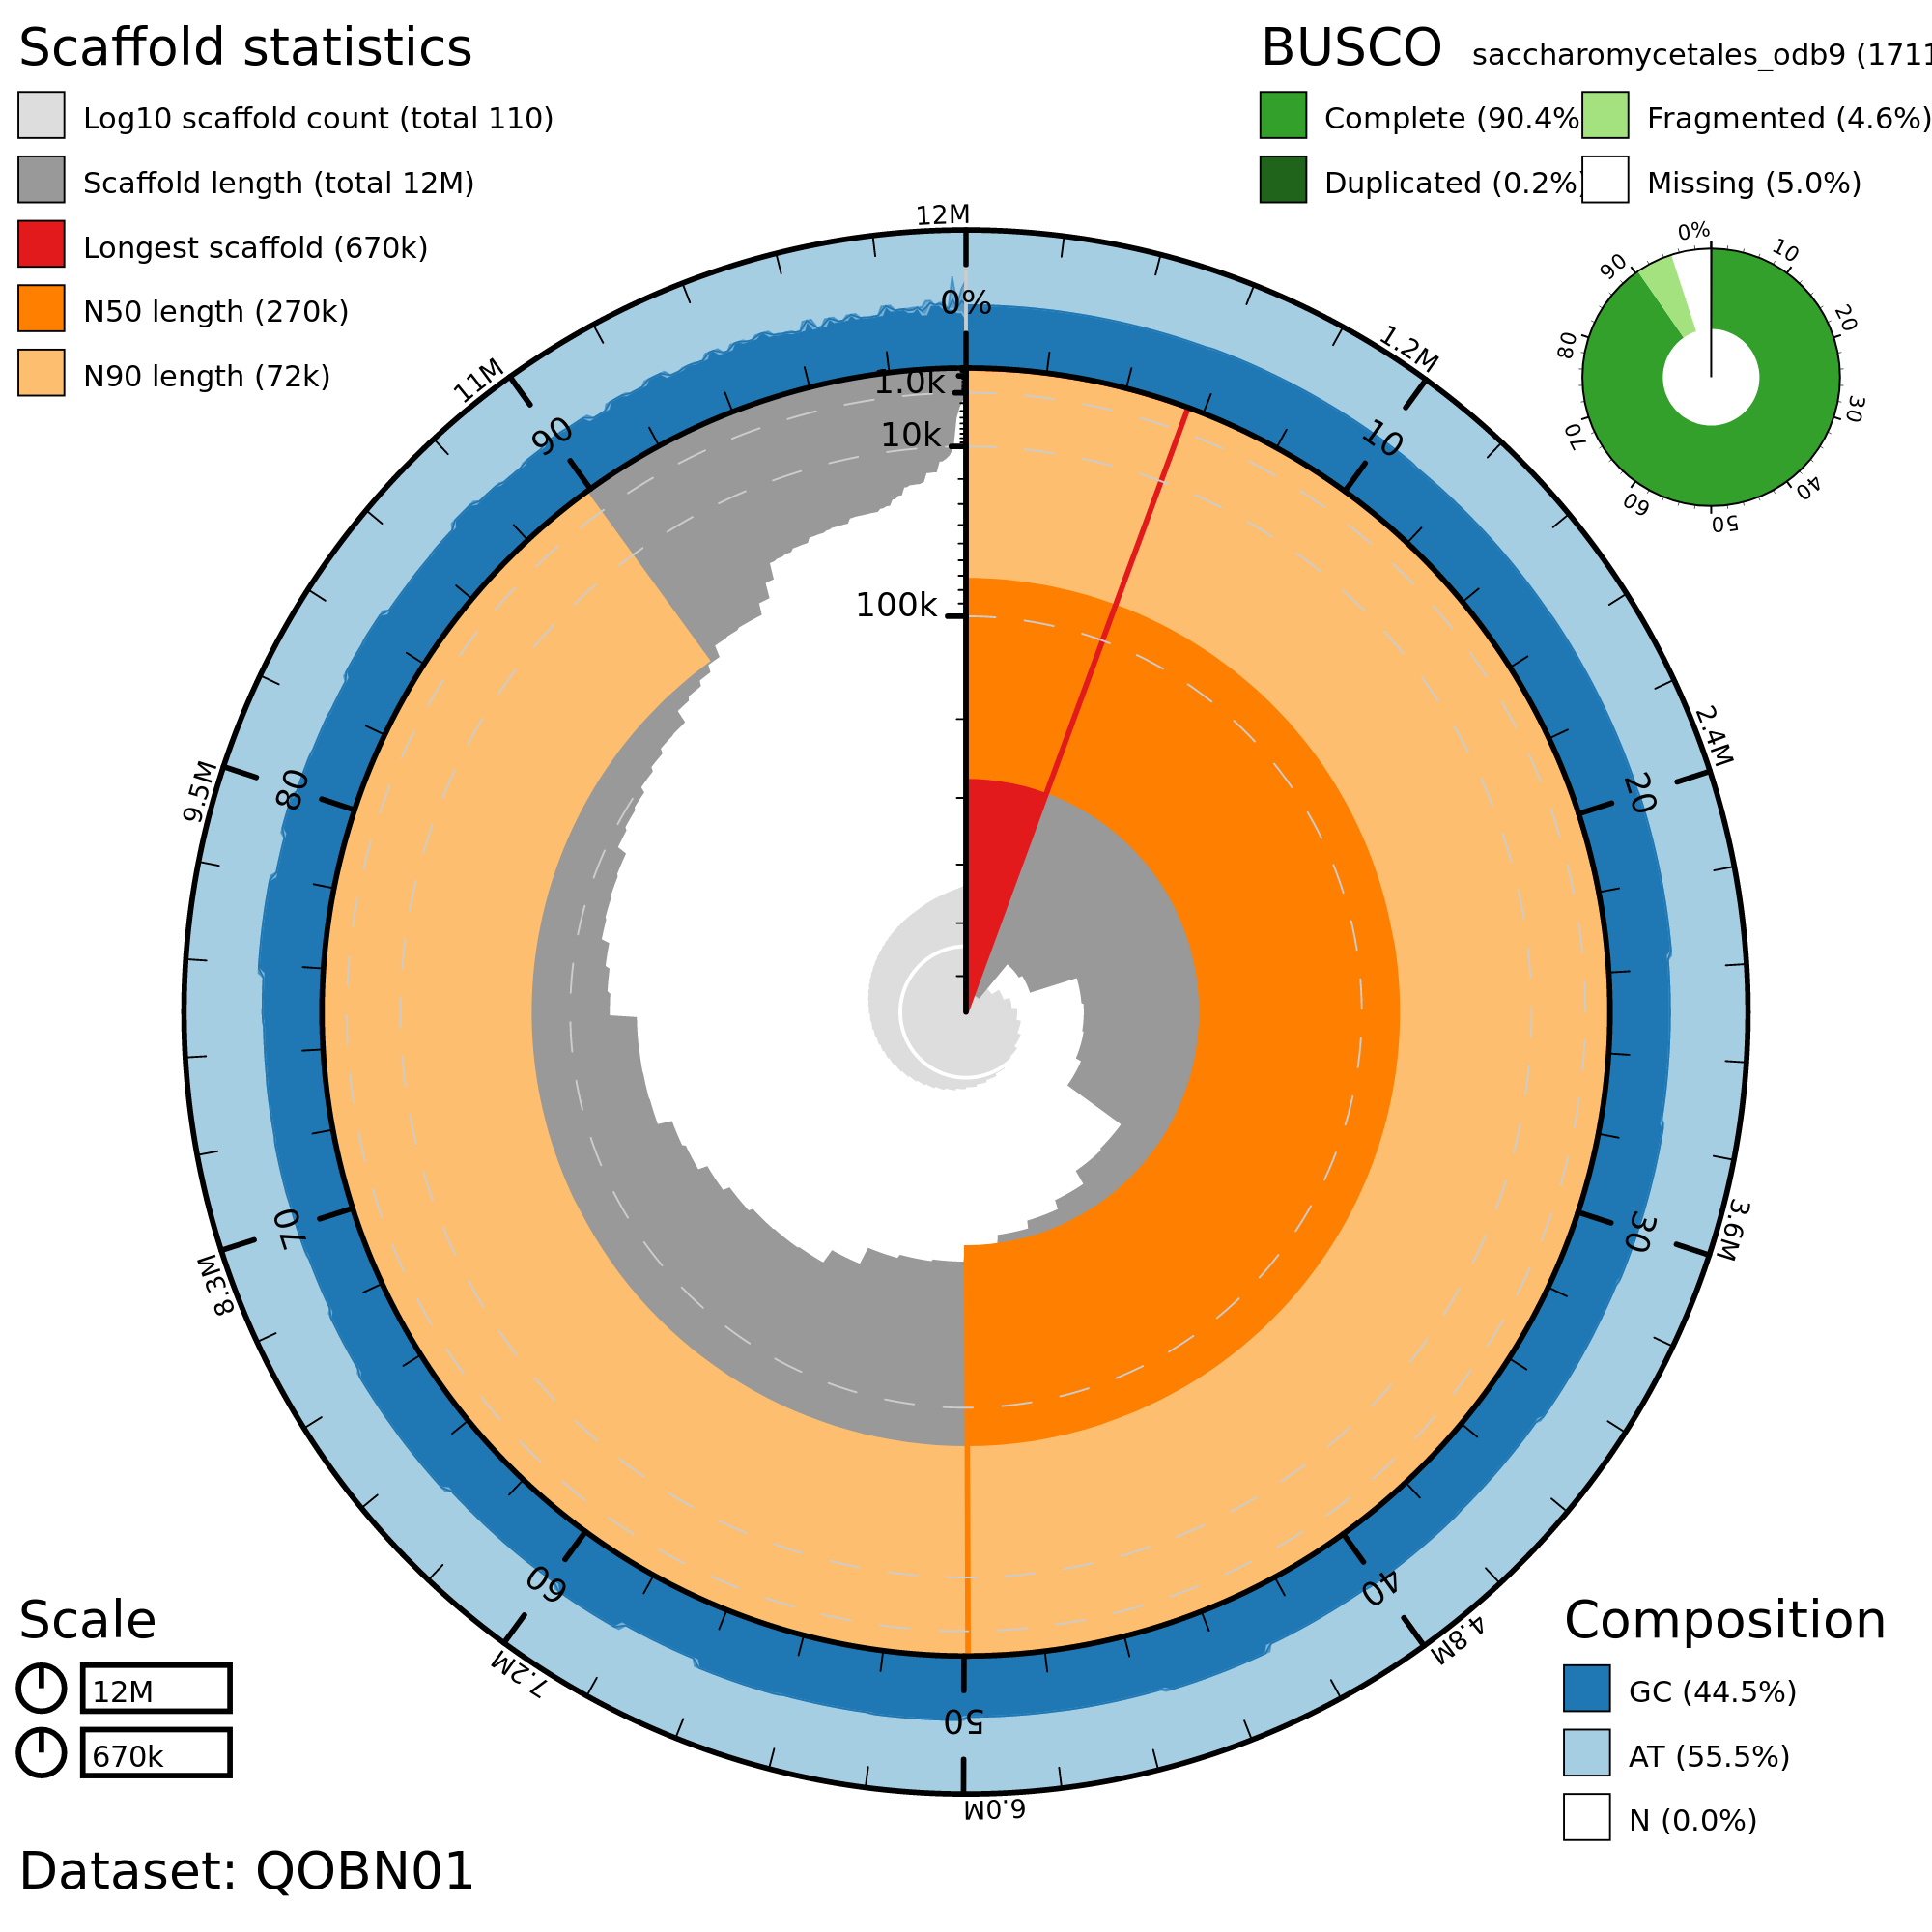 Scaffold statistics
Log10 scaffold count (total 110)
Scaffold length (total 12M)
Longest scaffold (670k)
N50 length (270k)
N90 length (72k)
BUSCO saccharomycetales_odb9 (1711
Complete (90.4%
Fragmented (4.6%)
Duplicated (0.2%)
Missing (5.0%)
0%
10
20
30
40
50
60
70
80
90
12M
1.2M
2.4M
3.6M
4.8M
6.0M
7.2M
8.3M
9.5M
11M
0%
10
20
30
40
50
60
70
80
90
1.0k
10k
100k
Scale
12M
670k
Composition
GC (44.5%)
AT (55.5%)
N (0.0%)
Dataset: QOBN01